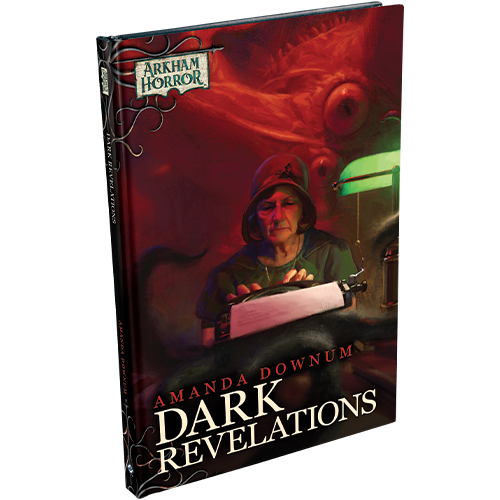 ARKHAM
HORROR
DARK REVELATIONS
AMANDA DOWNUM
AMANDA DOWNUM
DARK
REVELATIONS